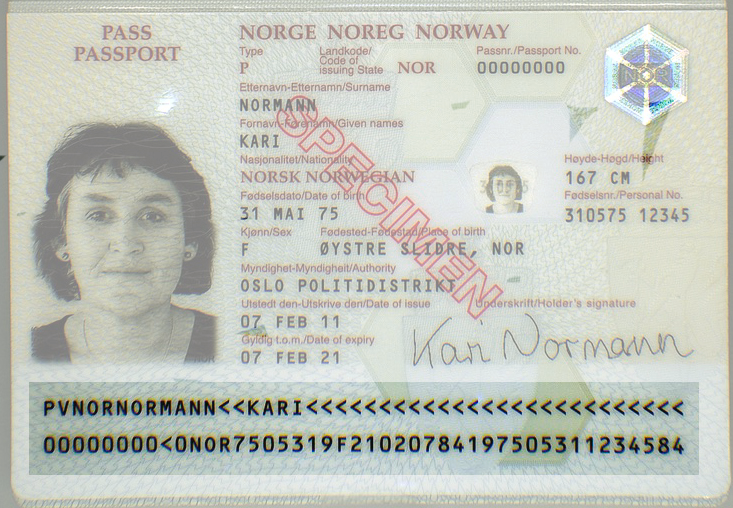 PASS
PASSPORT
NORGE NOREG NORWAY
Type
P
Landkode/
Code of
issuing State
NOR
Passnr./Passport No.
00000000
NOR
Etternavn-Etternamn/Surname
NORMANN
Fornavn-Førenamn/Given names
KARI
Nasjonalitet/Nationality
NORSK NORWEGIAN
Høyde-Høgd/Height
167 CM
Fødselsdato/Date of birth
31 MAI 75
Fødselsnr./Personal No.
310575 12345
Kjønn/Sex
F
Fødested-Fødestad/Place of birth
ØYSTRE SLIDRE, NOR
Myndighet-Myndigheit/Authority
OSLO POLITIDISTRIKT
Utstedt den-Utskrive den/Date of issue
07 FEB 11
Underskrift/Holder's signature
Kari Normann
Gyldig t.o.m./Date of expiry
07 FEB 21
SPECIMEN
PVNORNORMANN<<KARI<<<<<<<<<<<<<<<<<<<<<<<<<<
00000000<0NOR7505319F2102078419750531123458​4